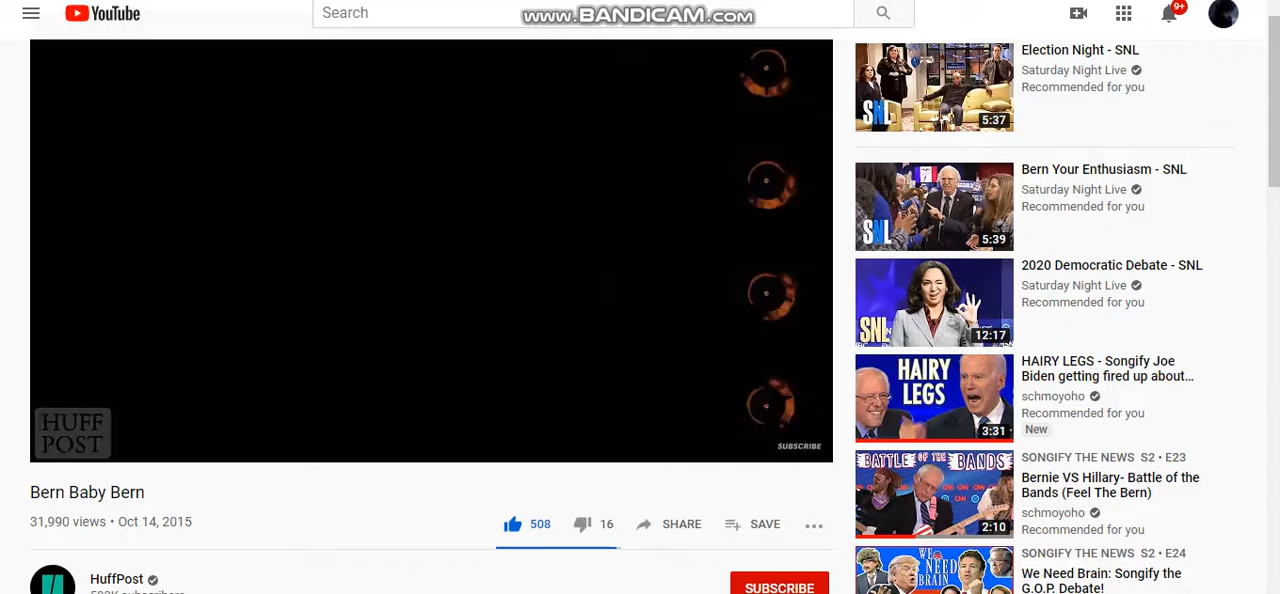 YouTube
Search
www.BANDICAM.com
9+
HUFF
POST
SUBSCRIBE
Bern Baby Bern
31,990 views • Oct 14, 2015
508
16
SHARE
SAVE
HuffPost
SUBSCRIBE
Election Night - SNL
Saturday Night Live
Recommended for you
SNL
5:37
Bern Your Enthusiasm - SNL
Saturday Night Live
Recommended for you
SNL
5:39
2020 Democratic Debate - SNL
Saturday Night Live
Recommended for you
SNL
12:17
HAIRY LEGS - Songify Joe
Biden getting fired up about...
schmoyoho
Recommended for you
New
HAIRY
LEGS
3:31
SONGIFY THE NEWS S2 • E23
Bernie VS Hillary- Battle of the
Bands (Feel The Bern)
schmoyoho
Recommended for you
BATTLE OF THE BANDS
CNN
2:10
SONGIFY THE NEWS S2 • E24
We Need Brain: Songify the
G.O.P. Debate!
WE NEED
BRAIN